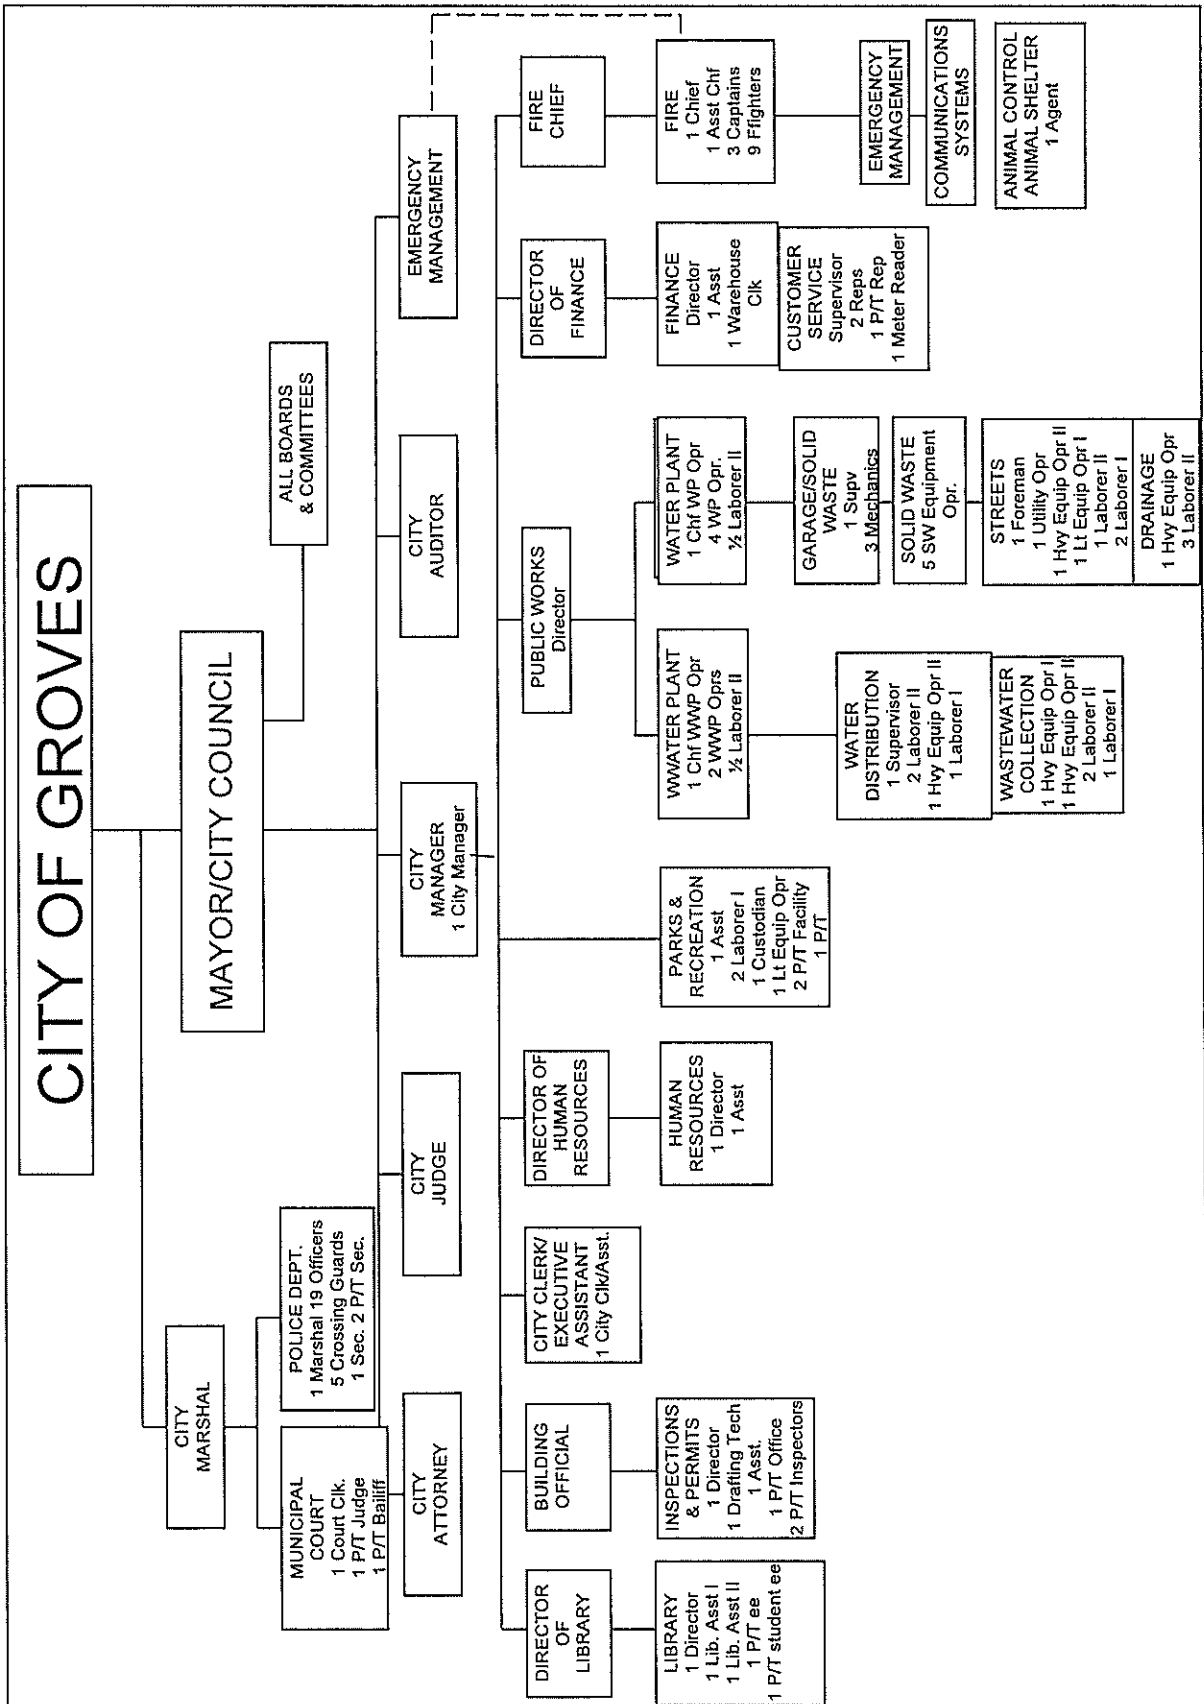 CITY OF GROVES
CITY
MARSHAL
MAYOR/CITY COUNCIL
MUNICIPAL
COURT
1 Court Clk.
1 P/T Judge
1 P/T Bailiff
POLICE DEPT.
1 Marshal 19 Officers
5 Crossing Guards
1 Sec. 2 P/T Sec.
ALL BOARDS
& COMMITTEES
CITY
ATTORNEY
CITY
JUDGE
CITY
MANAGER
1 City Manager
CITY
AUDITOR
EMERGENCY
MANAGEMENT
DIRECTOR
OF
LIBRARY
BUILDING
OFFICIAL
CITY CLERK/
EXECUTIVE
ASSISTANT
1 City Clk/Asst.
DIRECTOR OF
HUMAN
RESOURCES
PUBLIC WORKS
Director
DIRECTOR
OF
FINANCE
FIRE
CHIEF
LIBRARY
1 Director
1 Lib. Asst I
1 Lib. Asst II
1 P/T ee
1 P/T student ee
INSPECTIONS
& PERMITS
1 Director
1 Drafting Tech
1 Asst.
1 P/T Office
2 P/T Inspectors
HUMAN
RESOURCES
1 Director
1 Asst
PARKS &
RECREATION
1 Asst
2 Laborer I
1 Custodian
1 Lt Equip Opr
2 P/T Facility
1 P/T
WWATER PLANT
1 Chf WWP Opr
2 WWP Oprs
½ Laborer II
WATER PLANT
1 Chf WP Opr
4 WP Opr.
½ Laborer II
FINANCE
Director
1 Asst
1 Warehouse
Clk
CUSTOMER
SERVICE
Supervisor
2 Reps
1 P/T Rep
1 Meter Reader
FIRE
1 Chief
1 Asst Chf
3 Captains
9 Ffighters
GARAGE/SOLID
WASTE
1 Supv
3 Mechanics
WATER
DISTRIBUTION
1 Supervisor
2 Laborer II
1 Hvy Equip Opr II
1 Laborer I
SOLID WASTE
5 SW Equipment
Opr.
EMERGENCY
MANAGEMENT
COMMUNICATIONS
SYSTEMS
WASTEWATER
COLLECTION
1 Hvy Equip Opr I
1 Hvy Equip Opr II
2 Laborer II
1 Laborer I
STREETS
1 Foreman
1 Utility Opr
1 Hvy Equip Opr II
1 Lt Equip Opr I
1 Laborer II
2 Laborer I
DRAINAGE
1 Hvy Equip Opr
3 Laborer II
ANIMAL CONTROL
ANIMAL SHELTER
1 Agent